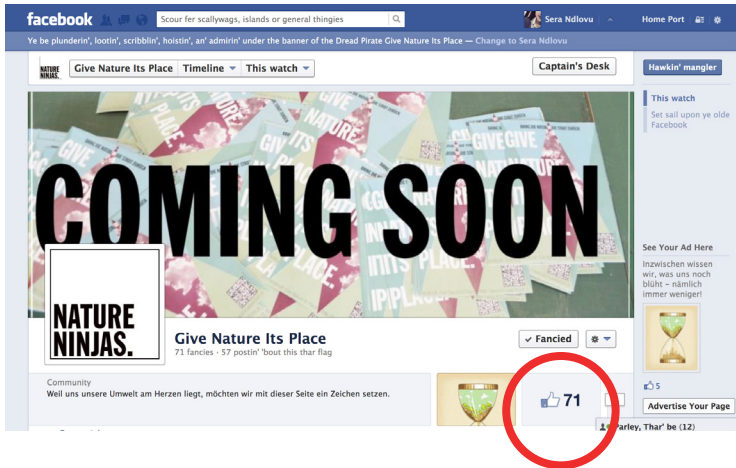 facebook
Scour fer scallywags, islands or general thingies
Sera Ndlovu
Home Port
Ye be plunderin', lootin', scribblin', hoistin', an' admirin' under the banner of the Dread Pirate Give Nature Its Place — Change to Sera Ndlovu
NATURE NINJAS.
Give Nature Its Place
Timeline
This watch
Captain's Desk
Hawkin' mangler
This watch
Set sail upon ye olde
Facebook
COMING SOON
NATURE
NINJAS.
Give Nature Its Place
71 fancies · 57 postin' 'bout this thar flag
Fancied
Community
Weil uns unsere Umwelt am Herzen liegt, möchten wir mit dieser Seite ein Zeichen setzen.
71
See Your Ad Here
Inzwischen wissen
wir, was uns noch
blüht – nämlich
immer weniger!
5
Advertise Your Page
Parley, Thar' be (12)